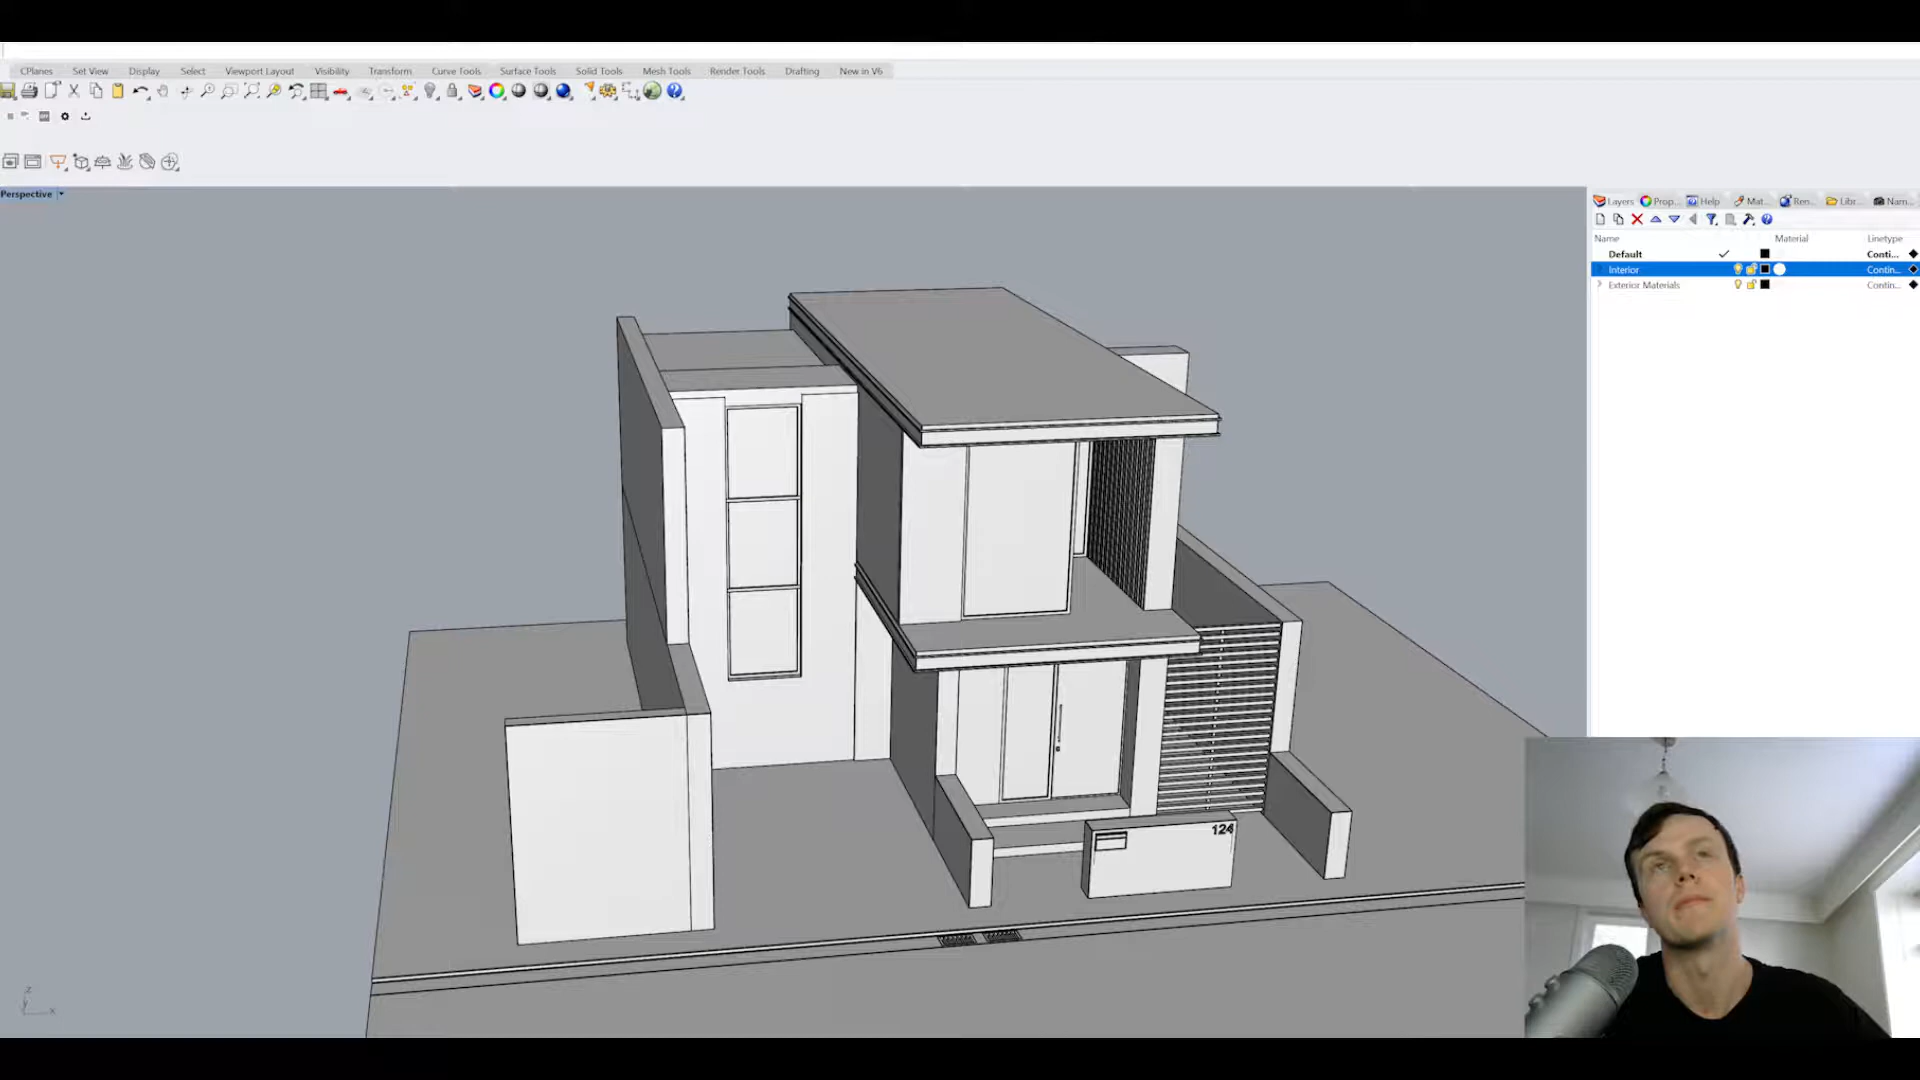 CPlanes Set View Display Select Viewport Layout Visibility Transform Curve Tools Surface Tools Solid Tools Mesh Tools Render Tools Drafting New in V6
Perspective
Layers Prop... Help Mat... Ren... Libr... Nam...
Name Material Linetype
Default Conti...
Interior Contin...
Exterior Materials Contin...
124
z
y
x